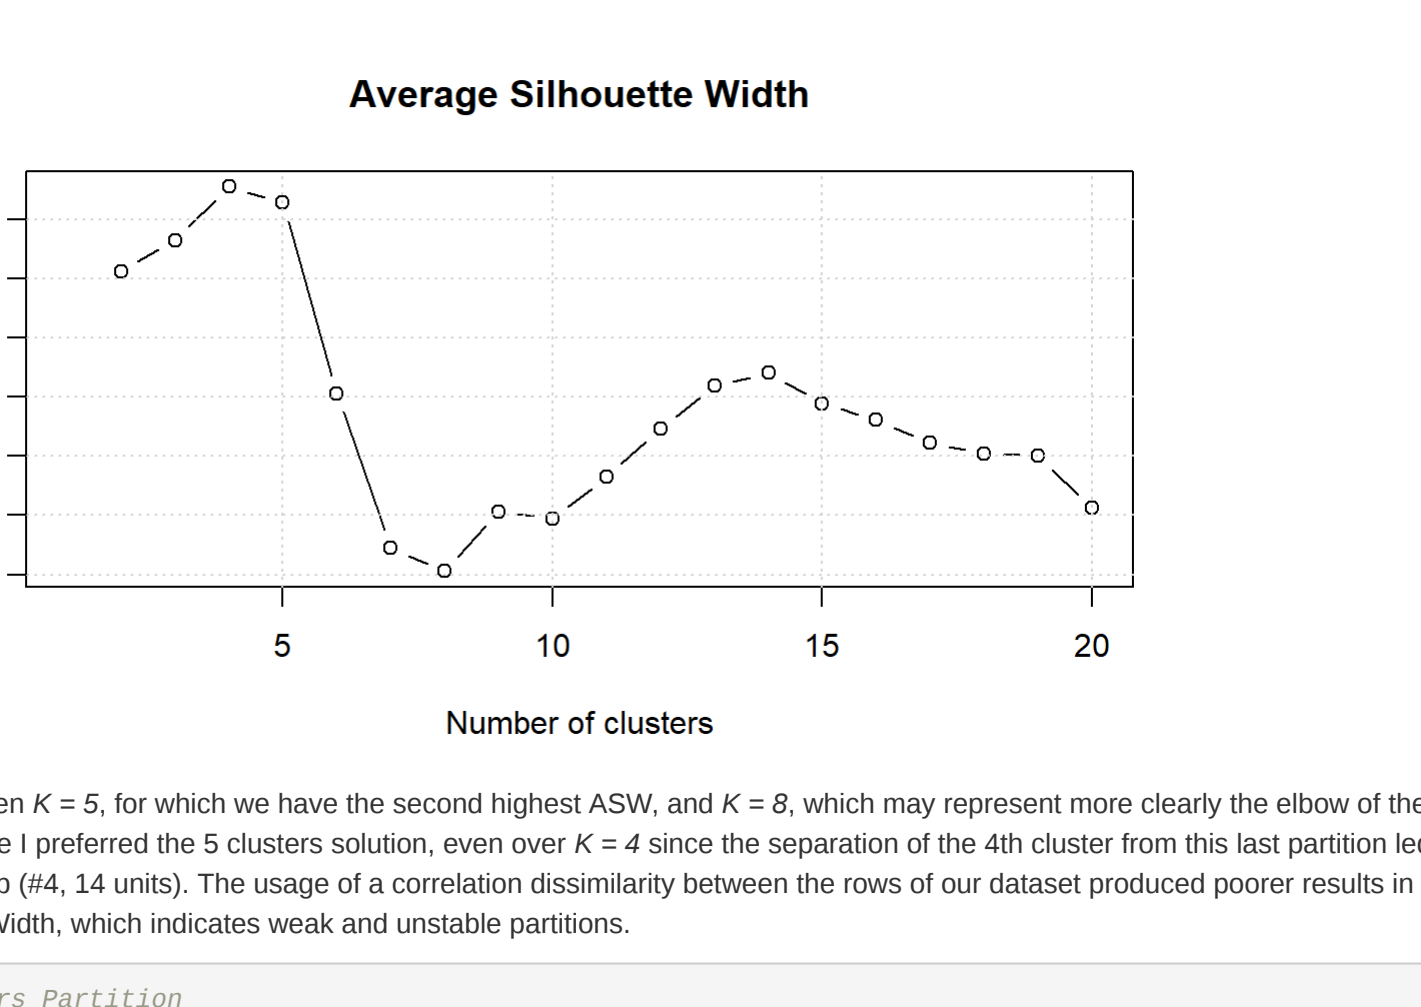 Average Silhouette Width
5 10 15 20
Number of clusters
en K = 5, for which we have the second highest ASW, and K = 8, which may represent more clearly the elbow of the
e I preferred the 5 clusters solution, even over K = 4 since the separation of the 4th cluster from this last partition led
p (#4, 14 units). The usage of a correlation dissimilarity between the rows of our dataset produced poorer results in
Width, which indicates weak and unstable partitions.
rs Partition